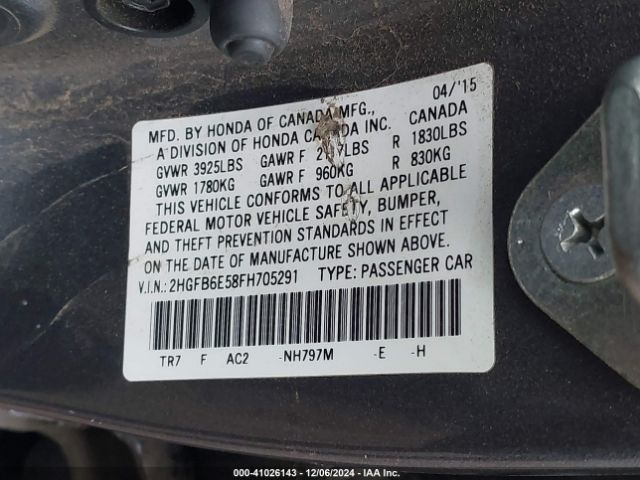 04/'15
MFD. BY HONDA OF CANADA MFG.,
A DIVISION OF HONDA CANADA INC. CANADA
GVWR 3925LBS GAWR F LBS R 1830LBS
GVWR 1780KG GAWR F 960KG R 830KG
THIS VEHICLE CONFORMS TO ALL APPLICABLE
FEDERAL MOTOR VEHICLE SAFETY, BUMPER,
AND THEFT PREVENTION STANDARDS IN EFFECT
ON THE DATE OF MANUFACTURE SHOWN ABOVE.
V.I.N.: 2HGFB6E58FH705291 TYPE: PASSENGER CAR
TR7 F AC2 -NH797M -E -H
000-41026143 - 12/06/2024 - IAA Inc.